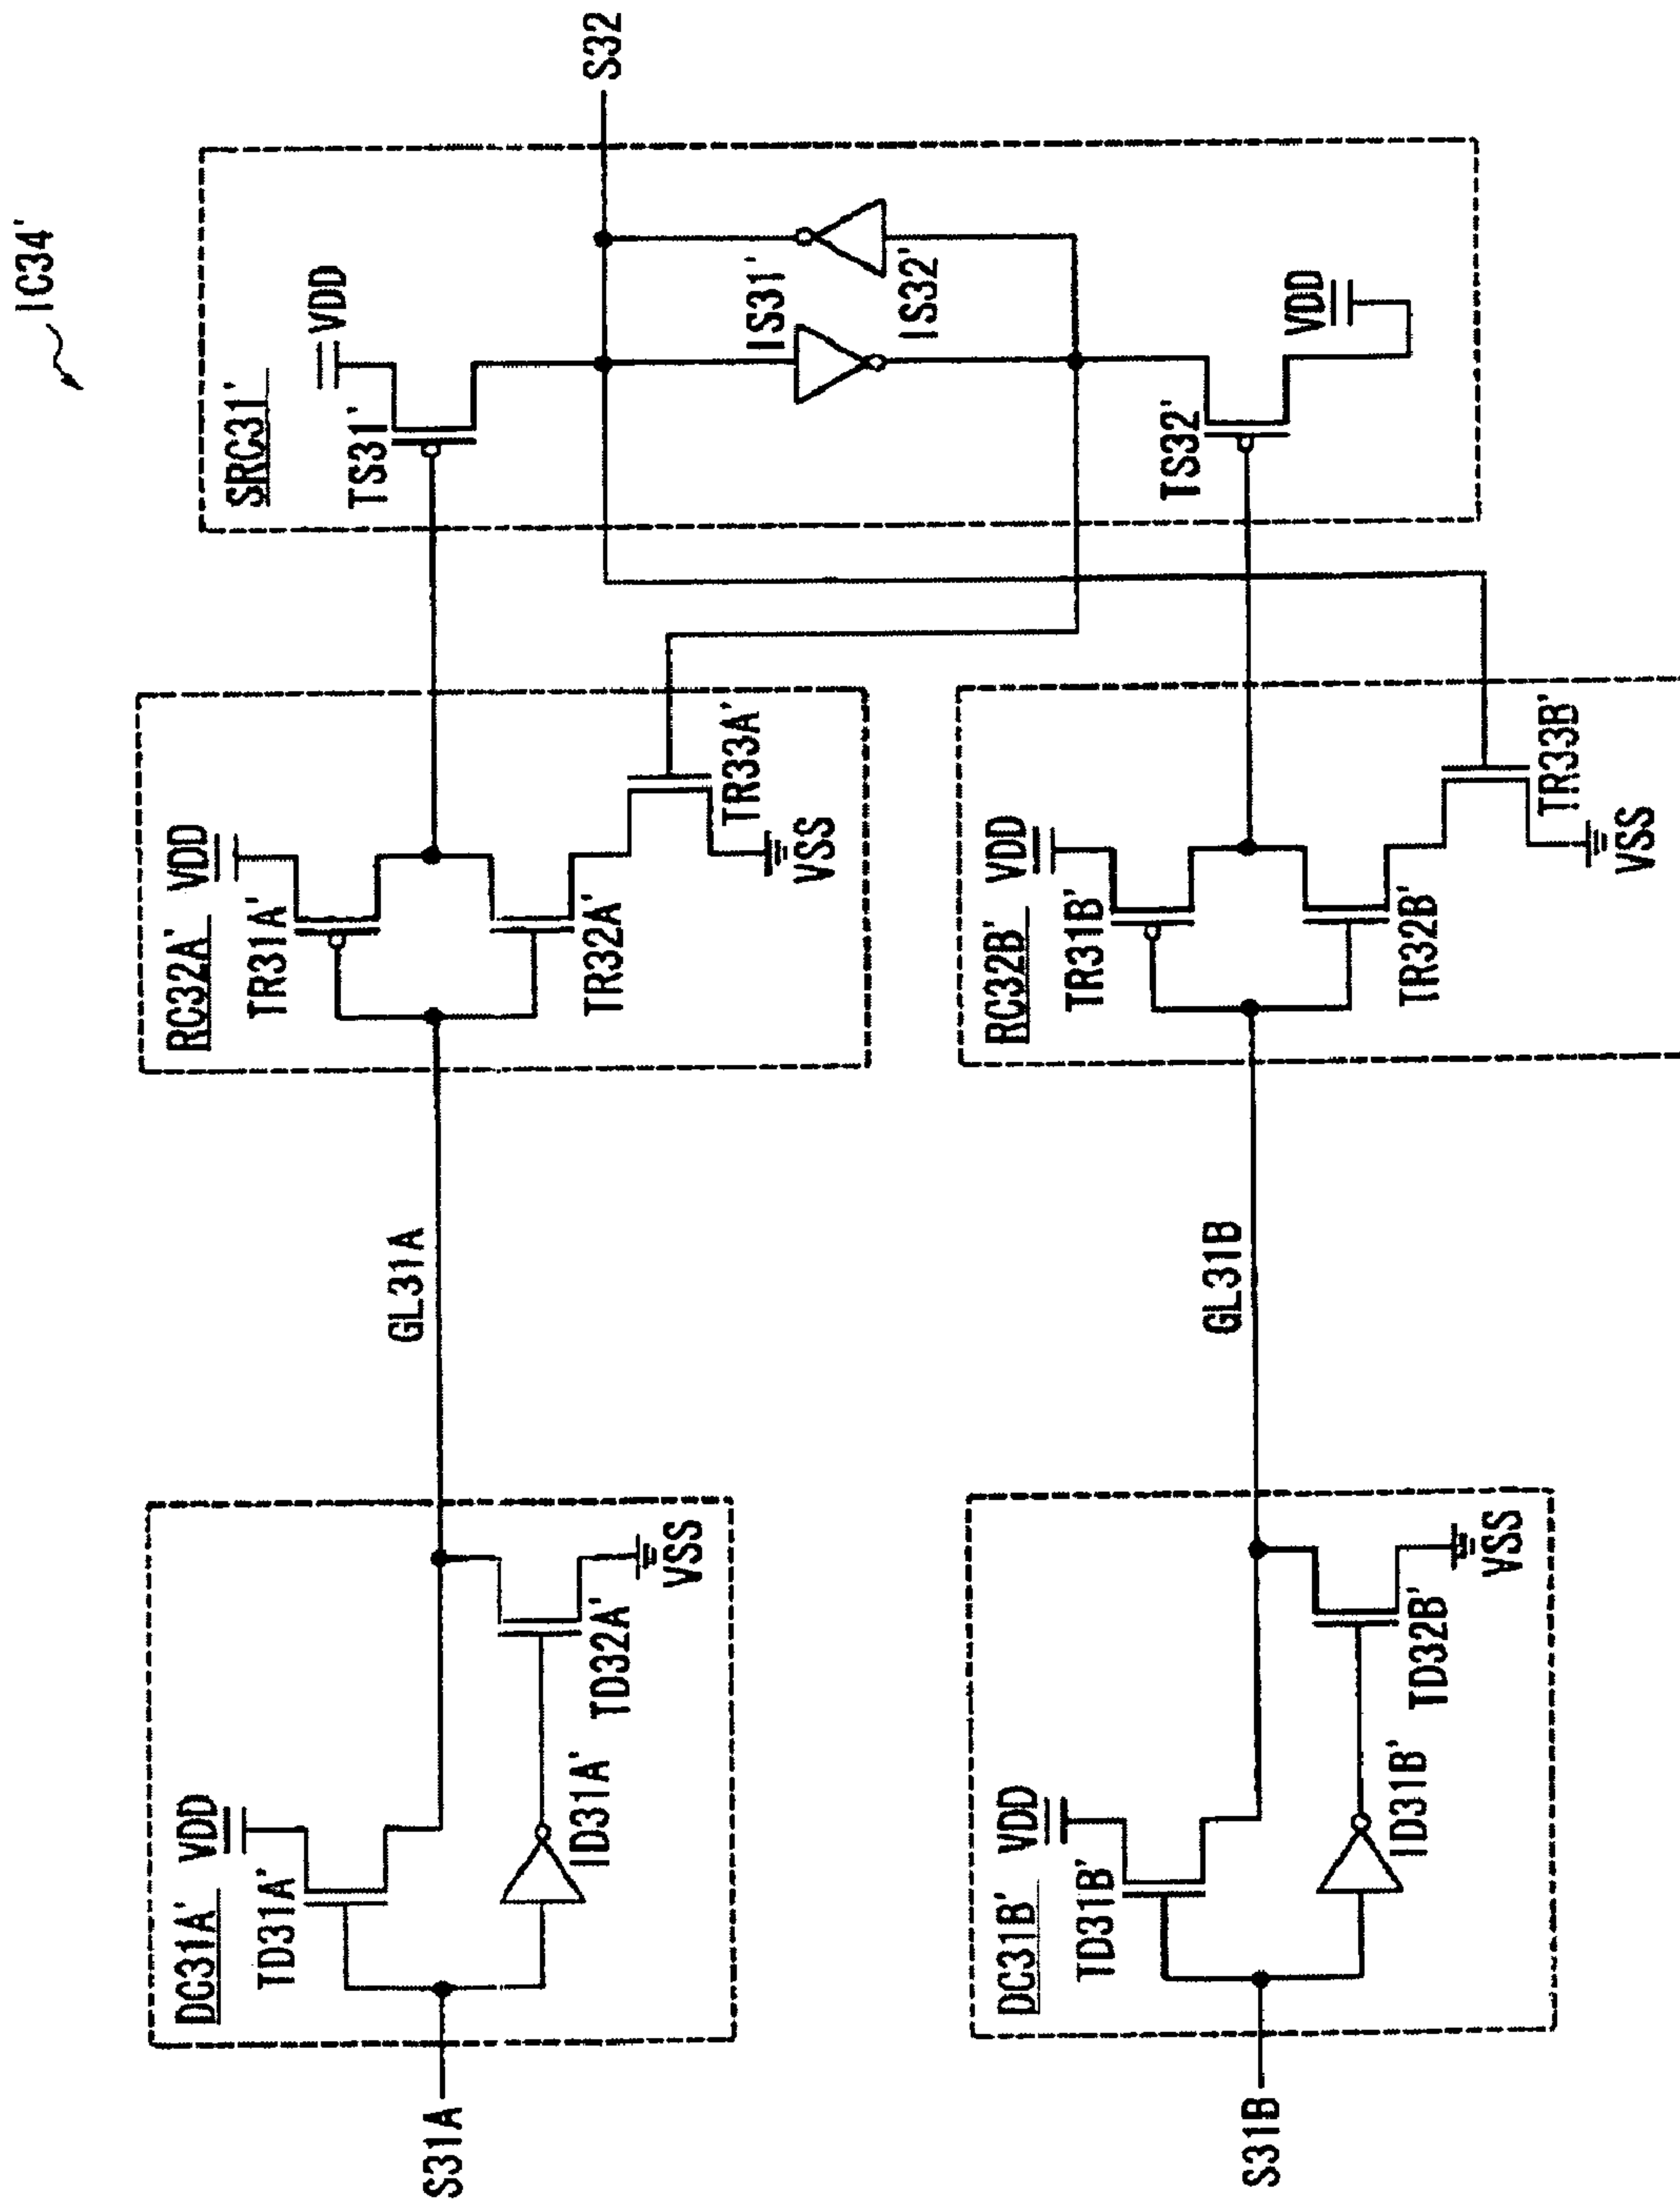 IC34'
S31A
DC31A'
VDD
TD31A'
ID31A'
TD32A'
VSS
GL31A
RC32A'
VDD
TR31A'
TR32A'
TR33A'
VSS
SRC31'
VDD
TS31'
IS31'
IS32'
TS32'
VDD
S32
S31B
DC31B'
VDD
TD31B'
ID31B'
TD32B'
VSS
GL31B
RC32B'
VDD
TR31B'
TR32B'
TR33B'
VSS